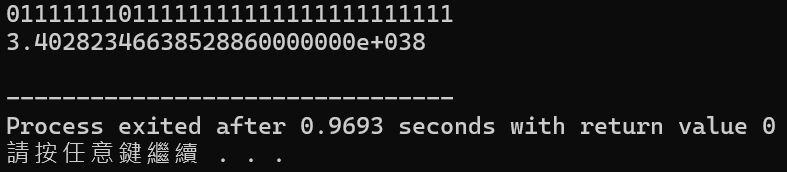 01111111011111111111111111111111
3.40282346638528860000000e+038
--------------------------------
Process exited after 0.9693 seconds with return value 0
請按任意鍵繼續 . . .